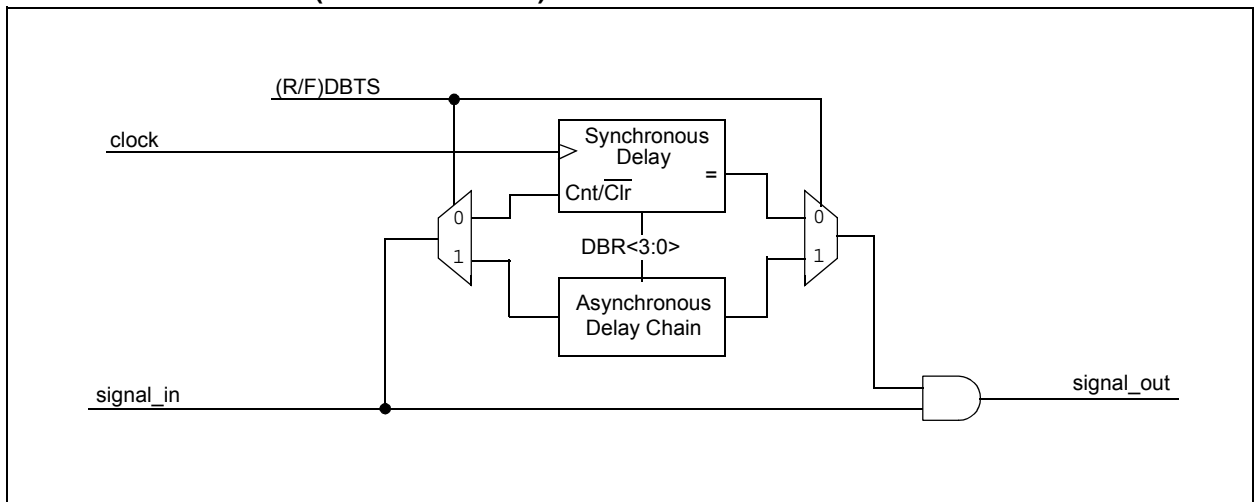 (R/F)DBTS
clock
Synchronous
Delay
=
Cnt/Clr
0
0
DBR<3:0>
1
1
Asynchronous
Delay Chain
signal_in
signal_out